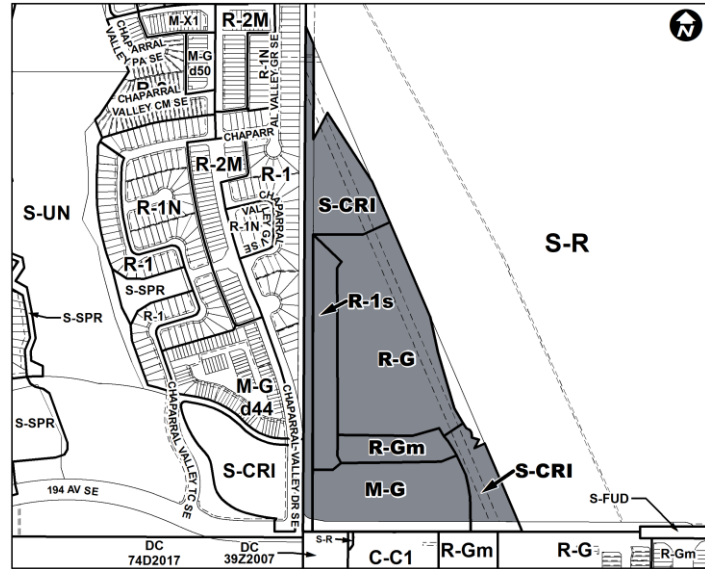 M-X1
R-2M
CHAP
VALLEY
ARRAL
PA SE
M-G
d50
R-1N
CHAPARRAL
VALLEY CM SE
AL VALLEY GR SE
CHAPARR
R-2M
R-1
S-UN
R-1N
R-1N
CHAPARRAL
S-CRI
S-R
R-1
S-SPR
S-SPR
R-1
R-1s
R-G
M-G
d44
S-SPR
CHAPARRAL VALLEY TC SE
CHAPARRAL VALLEY DR SE
R-Gm
S-CRI
S-CRI
M-G
194 AV SE
S-FUD
DC
74D2017
DC
39Z2007
S-R
C-C1
R-Gm
R-G
R-Gm